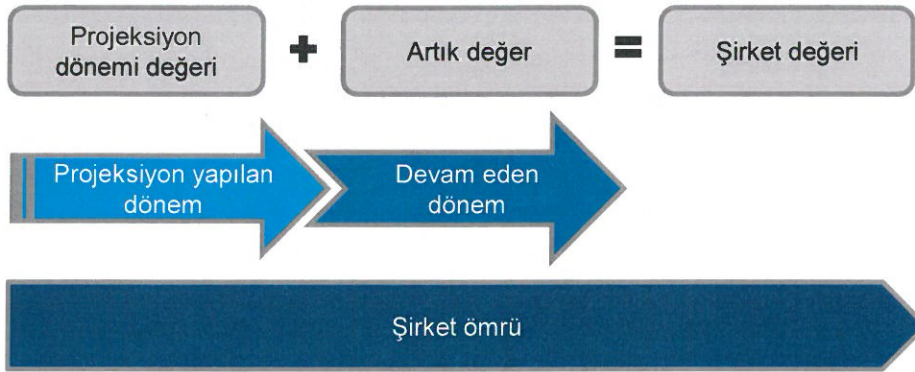 Projeksiyon
dönemi değeri
+
Artık değer
=
Şirket değeri
Projeksiyon yapılan
dönem
Devam eden
dönem
Şirket ömrü